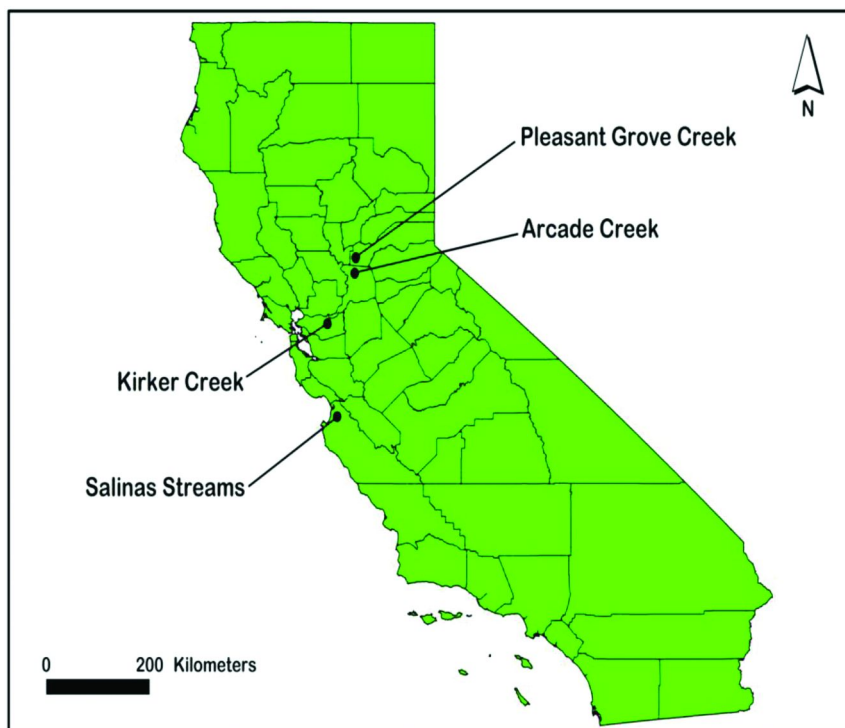 N
Pleasant Grove Creek
Arcade Creek
Kirker Creek
Salinas Streams
0 200 Kilometers